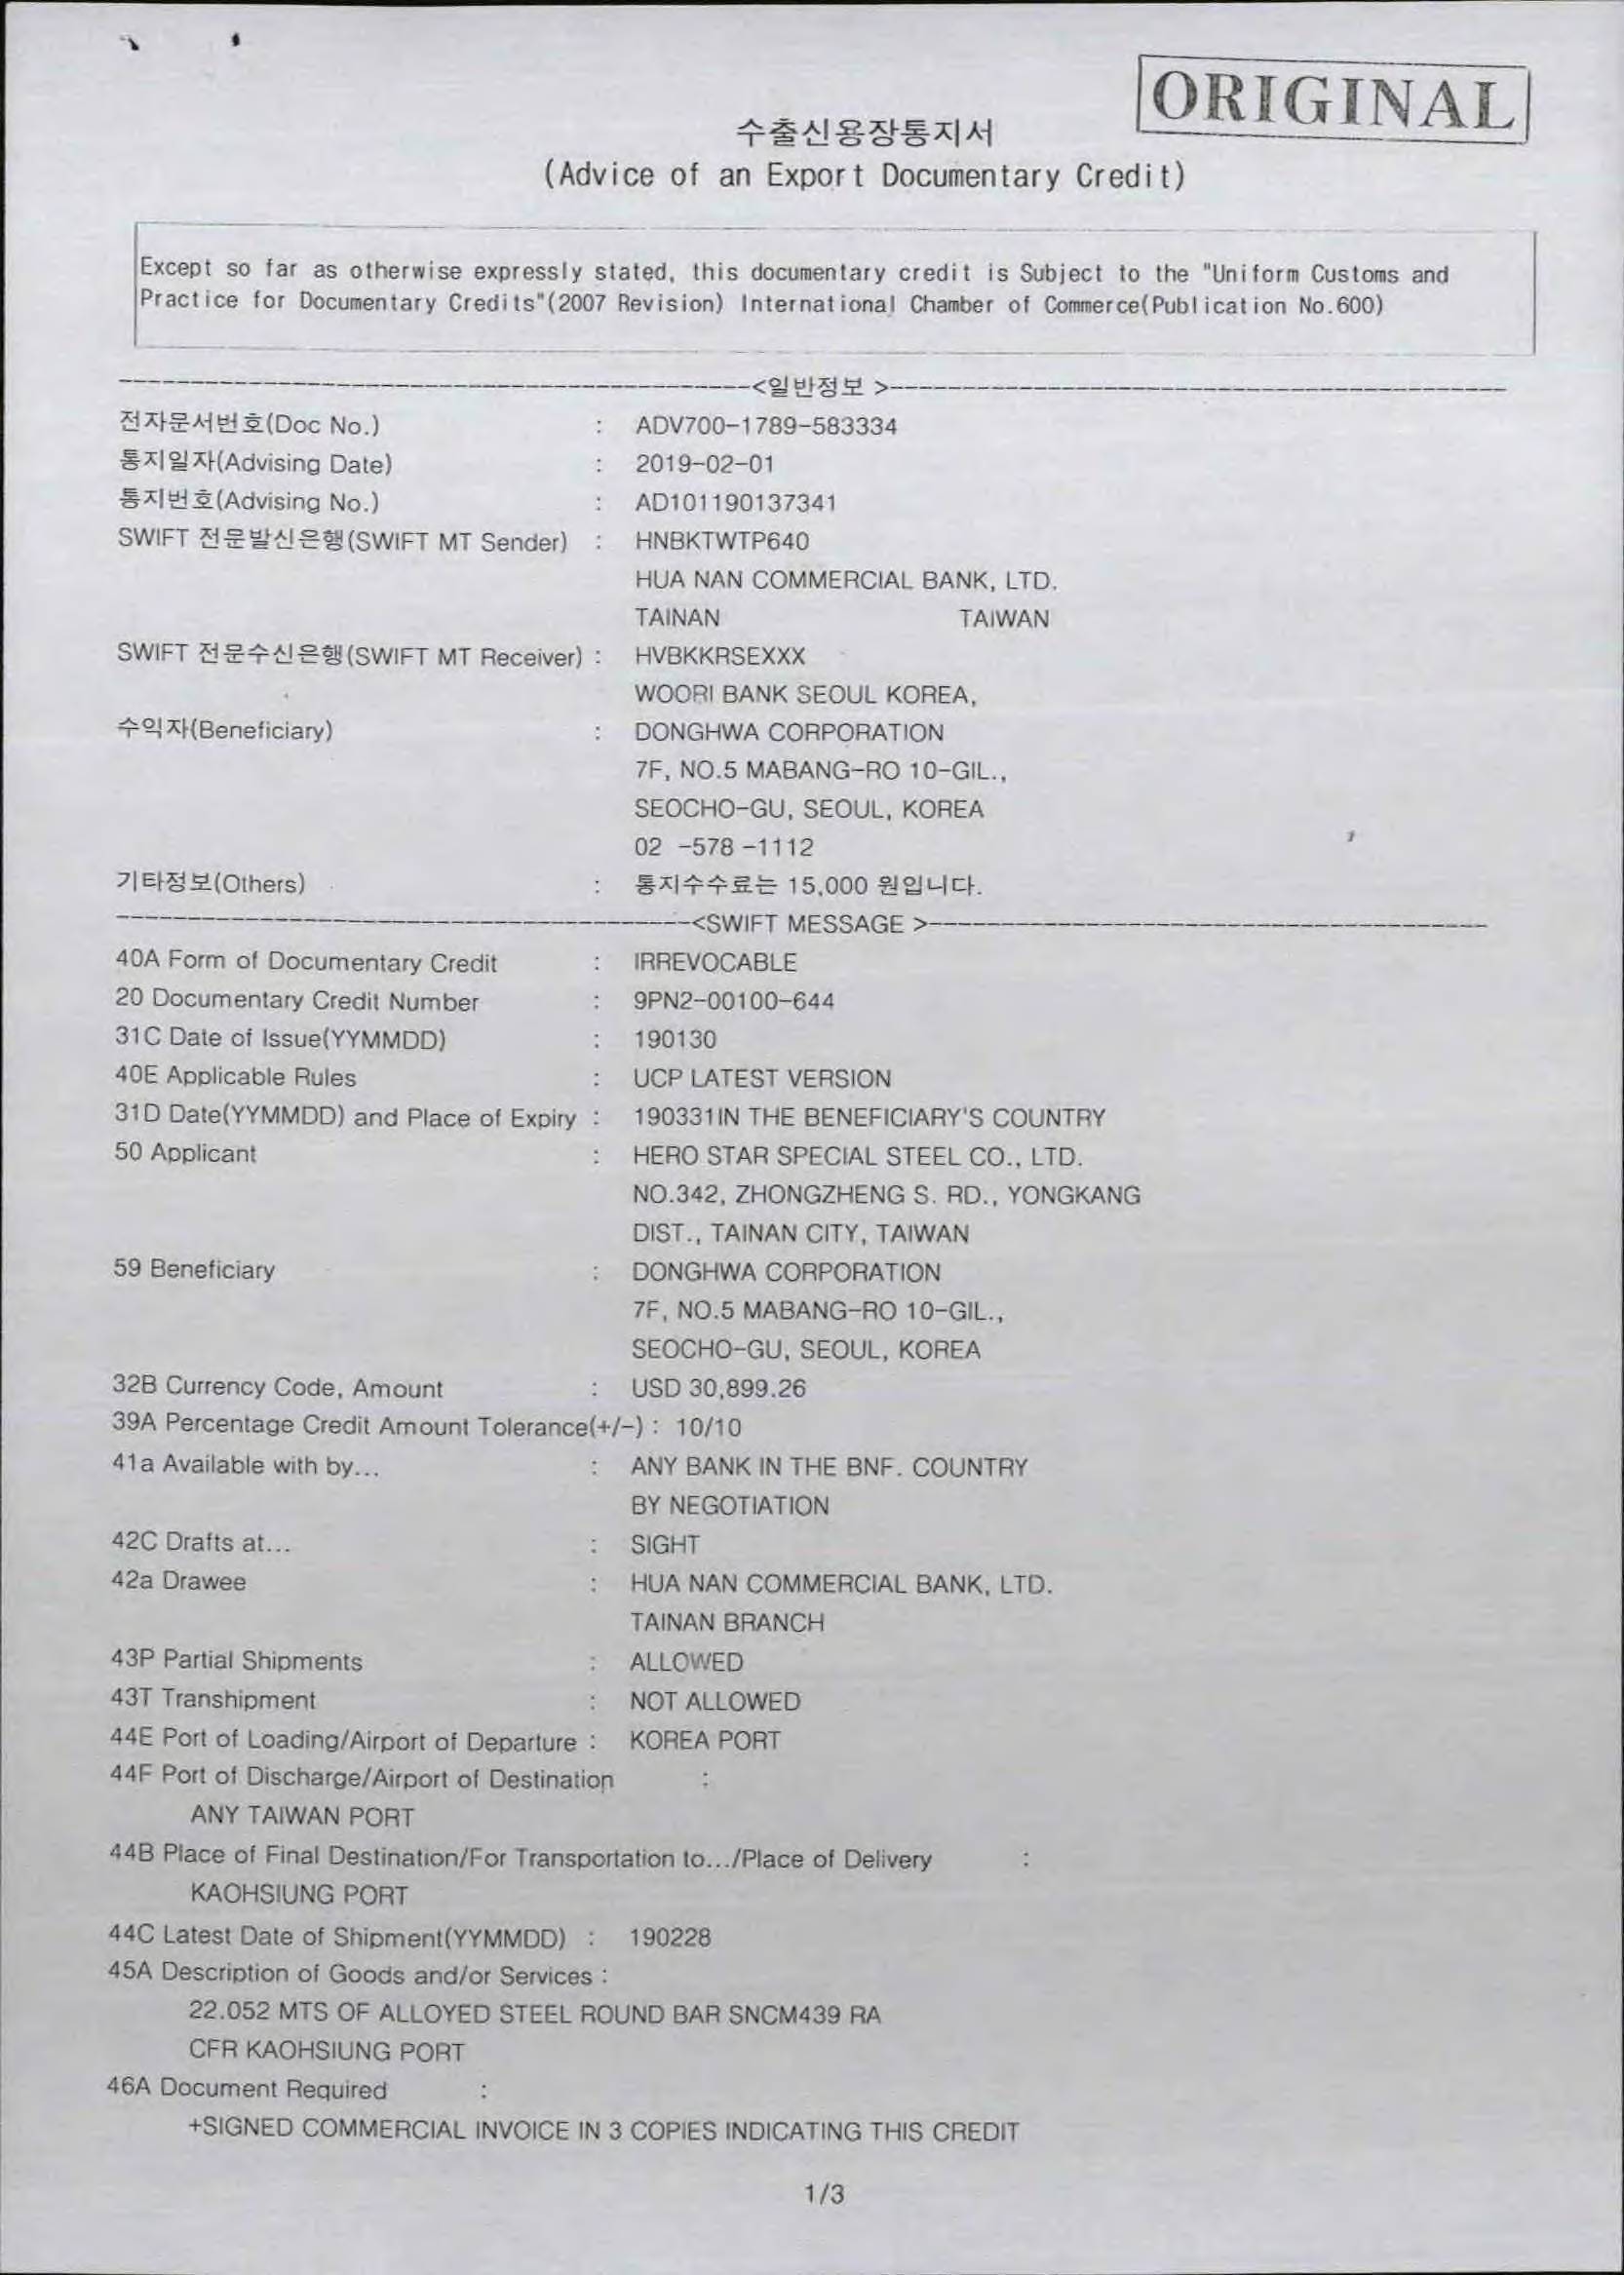 ORIGINAL
수출신용장통지서
(Advice of an Export Documentary Credit)
Except so far as otherwise expressly stated, this documentary credit is Subject to the "Uniform Customs and
Practice for Documentary Credits"(2007 Revision) International Chamber of Commerce(Publication No.600)
--------------------------------------------<일반정보 >-------------------------------------------
전자문서번호(Doc No.) : ADV700-1789-583334
통지일자(Advising Date) : 2019-02-01
통지번호(Advising No.) : AD101190137341
SWIFT 전문발신은행(SWIFT MT Sender) : HNBKTWTP640
HUA NAN COMMERCIAL BANK, LTD.
TAINAN TAIWAN
SWIFT 전문수신은행(SWIFT MT Receiver) : HVBKKRSEXXX
WOORI BANK SEOUL KOREA,
수익자(Beneficiary) : DONGHWA CORPORATION
7F, NO.5 MABANG-RO 10-GIL.,
SEOCHO-GU, SEOUL, KOREA
02 -578 -1112
기타정보(Others) : 통지수수료는 15,000 원입니다.
----------------------------------------<SWIFT MESSAGE >---------------------------------------
40A Form of Documentary Credit : IRREVOCABLE
20 Documentary Credit Number : 9PN2-00100-644
31C Date of Issue(YYMMDD) : 190130
40E Applicable Rules : UCP LATEST VERSION
31D Date(YYMMDD) and Place of Expiry : 190331IN THE BENEFICIARY'S COUNTRY
50 Applicant : HERO STAR SPECIAL STEEL CO., LTD.
NO.342, ZHONGZHENG S. RD., YONGKANG
DIST., TAINAN CITY, TAIWAN
59 Beneficiary : DONGHWA CORPORATION
7F, NO.5 MABANG-RO 10-GIL.,
SEOCHO-GU, SEOUL, KOREA
32B Currency Code, Amount : USD 30,899.26
39A Percentage Credit Amount Tolerance(+/-) : 10/10
41a Available with by... : ANY BANK IN THE BNF. COUNTRY
BY NEGOTIATION
42C Drafts at... : SIGHT
42a Drawee : HUA NAN COMMERCIAL BANK, LTD.
TAINAN BRANCH
43P Partial Shipments : ALLOWED
43T Transhipment : NOT ALLOWED
44E Port of Loading/Airport of Departure : KOREA PORT
44F Port of Discharge/Airport of Destination :
ANY TAIWAN PORT
44B Place of Final Destination/For Transportation to.../Place of Delivery :
KAOHSIUNG PORT
44C Latest Date of Shipment(YYMMDD) : 190228
45A Description of Goods and/or Services :
22.052 MTS OF ALLOYED STEEL ROUND BAR SNCM439 RA
CFR KAOHSIUNG PORT
46A Document Required :
+SIGNED COMMERCIAL INVOICE IN 3 COPIES INDICATING THIS CREDIT
1/3